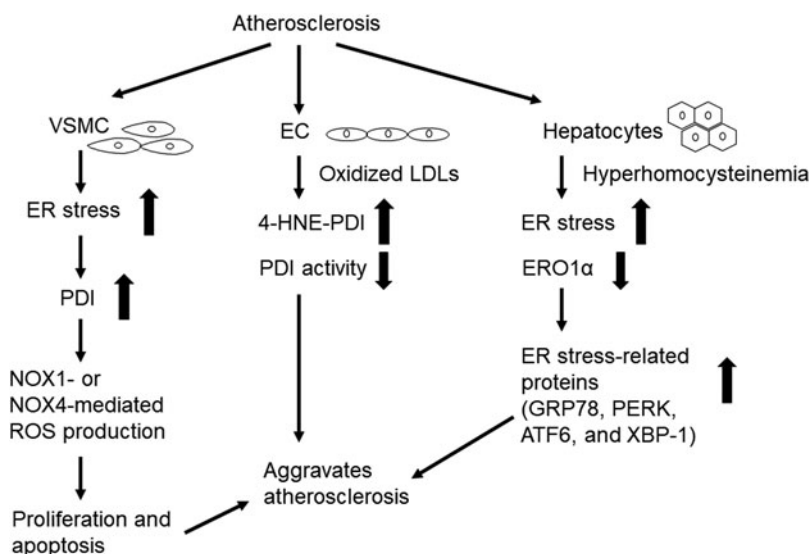 Atherosclerosis
VSMC
ER stress
PDI
NOX1- or
NOX4-mediated
ROS production
Proliferation and
apoptosis
EC
Oxidized LDLs
4-HNE-PDI
PDI activity
Aggravates
atherosclerosis
Hepatocytes
Hyperhomocysteinemia
ER stress
ERO1α
ER stress-related
proteins
(GRP78, PERK,
ATF6, and XBP-1)